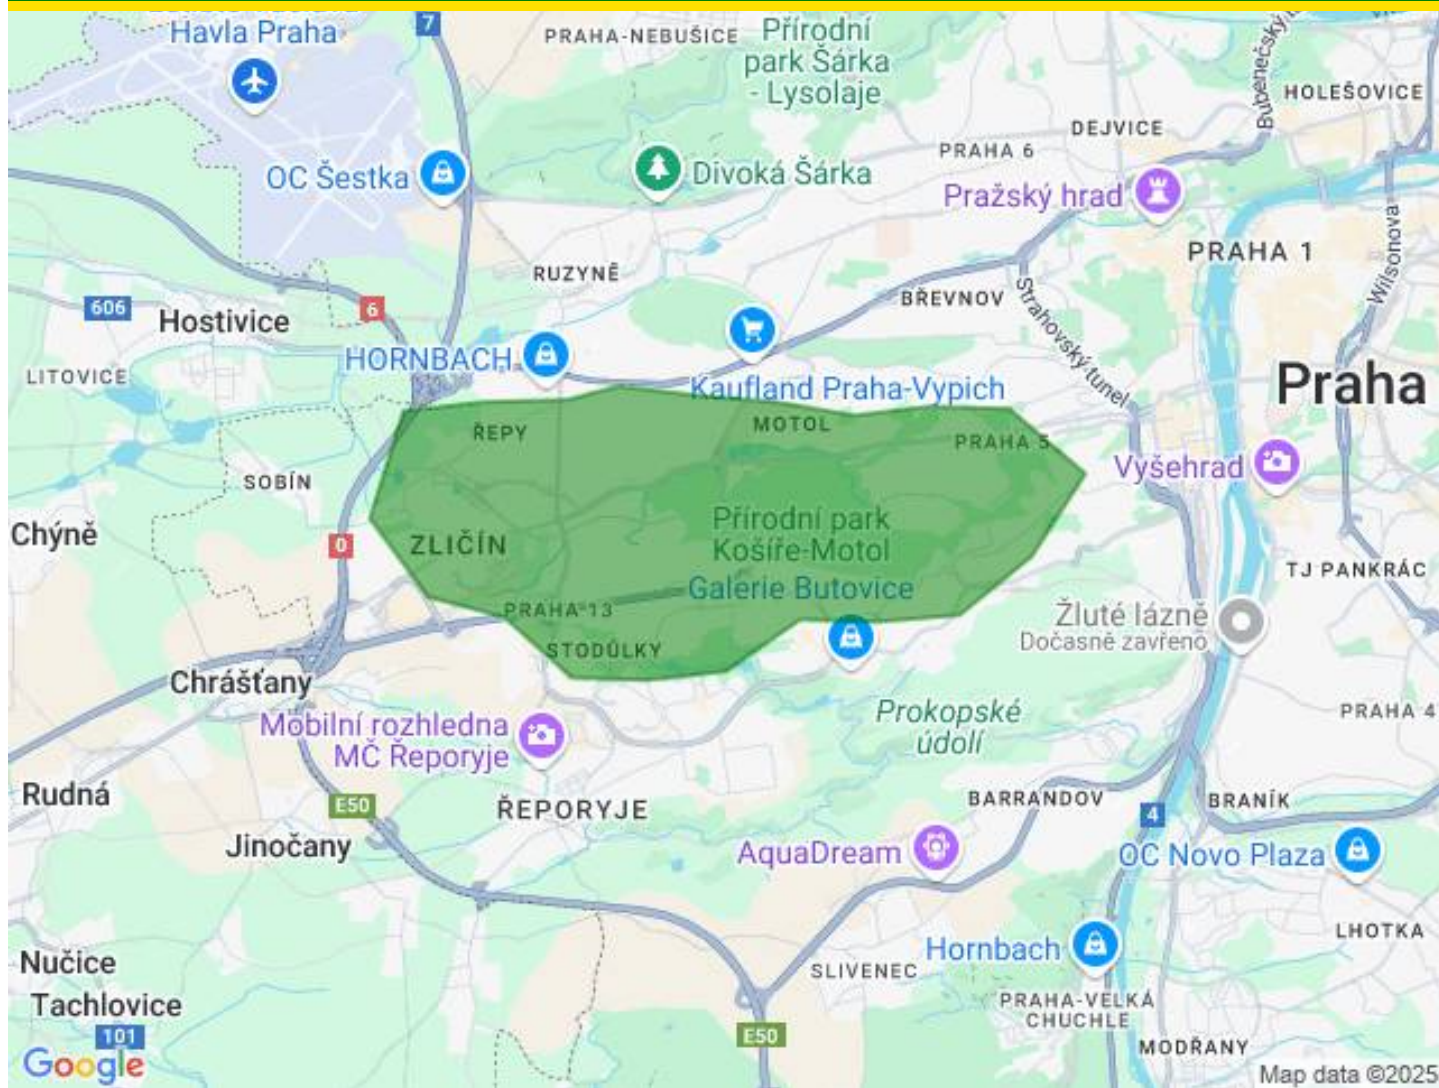 Havla Praha
7
PRAHA-NEBUŠICE
Přírodní
park Šárka
- Lysolaje
Bubenečský
HOLEŠOVICE
DEJVICE
PRAHA 6
OC Šestka
Divoká Šárka
Pražský hrad
PRAHA 1
Wilsonova
RUZYNĚ
606
Hostivice
6
BŘEVNOV
Strahovský tunel
LITOVICE
HORNBACH
Kaufland Praha-Vypich
Praha
ŘEPY
MOTOL
PRAHA 5
Vyšehrad
SOBÍN
Chýně
0
ZLIČÍN
Přírodní park
Košíře-Motol
Galerie Butovice
TJ PANKRÁC
PRAHA 13
Žluté lázně
Dočasně zavřeno
STODŮLKY
Chrášťany
Mobilní rozhledna
MČ Řeporyje
Prokopské
údolí
PRAHA 4
Rudná
E50
ŘEPORYJE
BARRANDOV
4
BRANÍK
Jinočany
AquaDream
OC Novo Plaza
LHOTKA
Nučice
Hornbach
SLIVENEC
Tachlovice
PRAHA-VELKÁ
CHUCHLE
101
E50
MODŘANY
Google
Map data ©2025